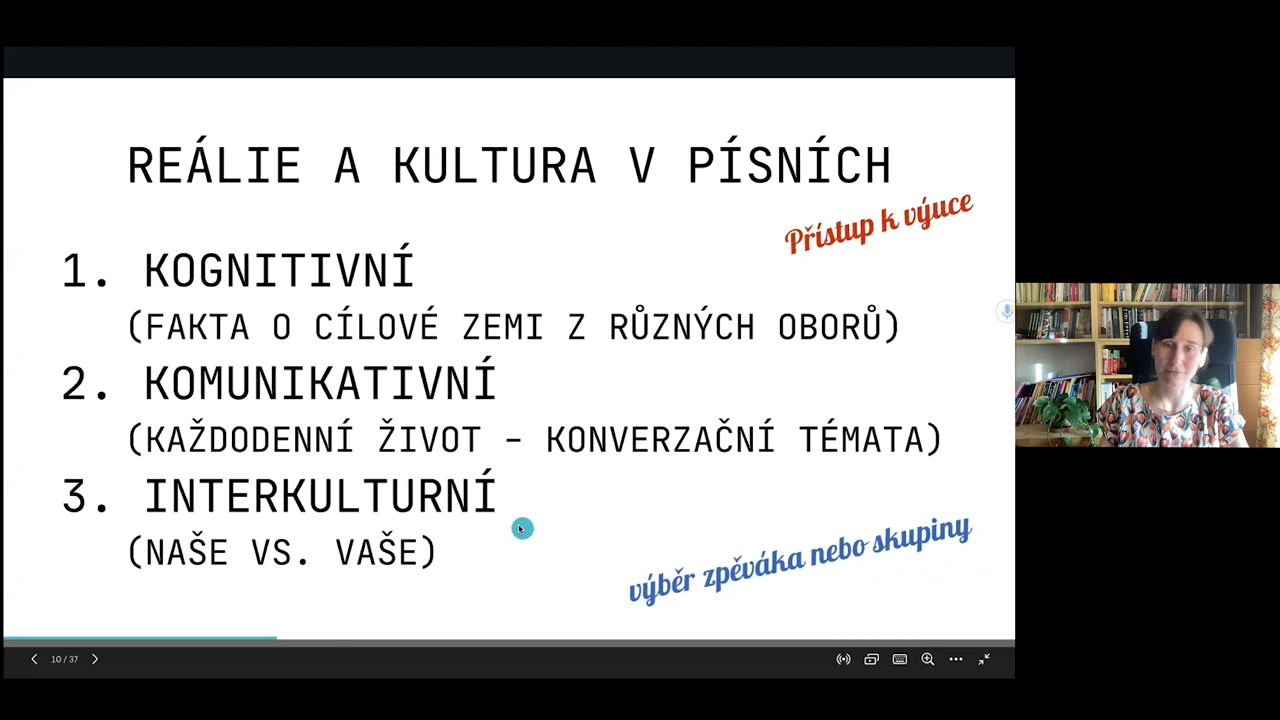 REÁLIE A KULTURA V PÍSNÍCH
Přístup k výuce
1. KOGNITIVNÍ
(FAKTA O CÍLOVÉ ZEMI Z RŮZNÝCH OBORŮ)
2. KOMUNIKATIVNÍ
(KAŽDODENNÍ ŽIVOT – KONVERZAČNÍ TÉMATA)
3. INTERKULTURNÍ
(NAŠE VS. VAŠE)
výběr zpěváka nebo skupiny
10 / 37